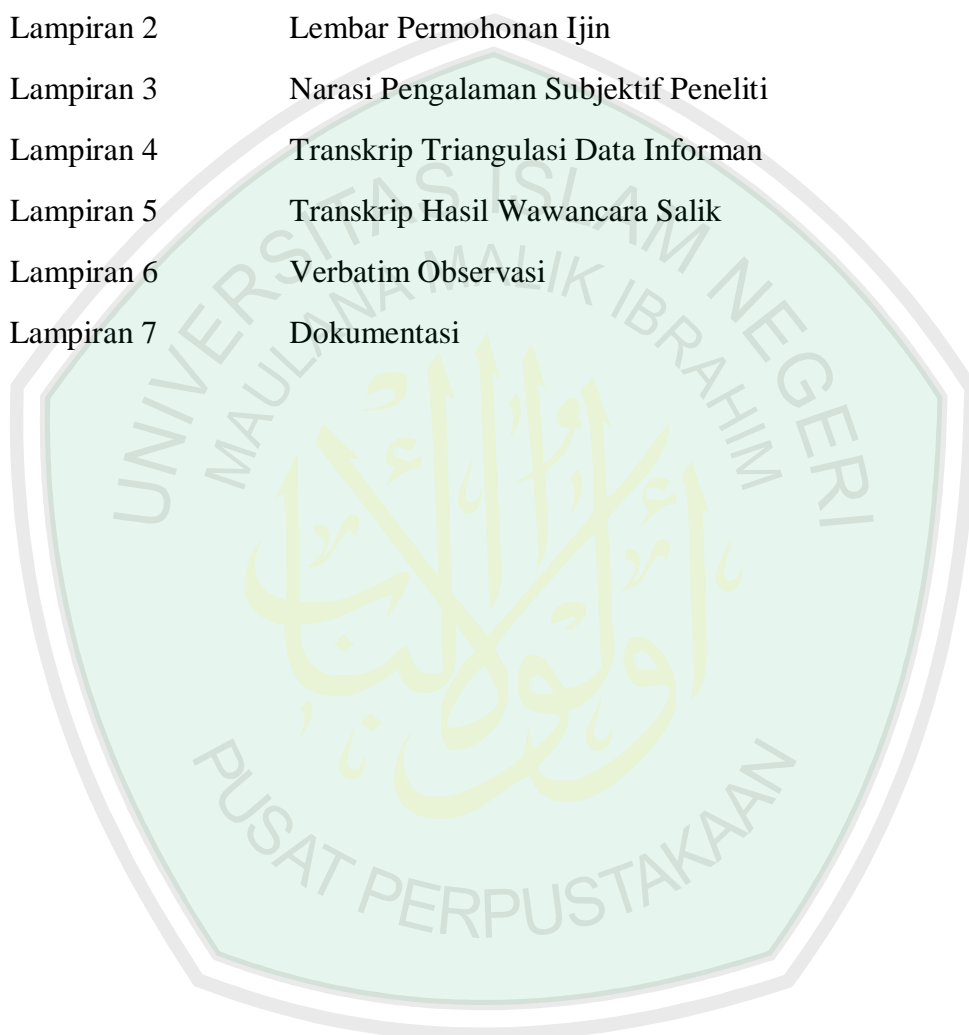 Lampiran 2 Lembar Permohonan Ijin
Lampiran 3 Narasi Pengalaman Subjektif Peneliti
Lampiran 4 Transkrip Triangulasi Data Informan
Lampiran 5 Transkrip Hasil Wawancara Salik
Lampiran 6 Verbatim Observasi
Lampiran 7 Dokumentasi
UNIVERSITAS ISLAM NEGERI
MAULANA MALIK IBRAHIM
أولوا الألباب
PUSAT PERPUSTAKAAN